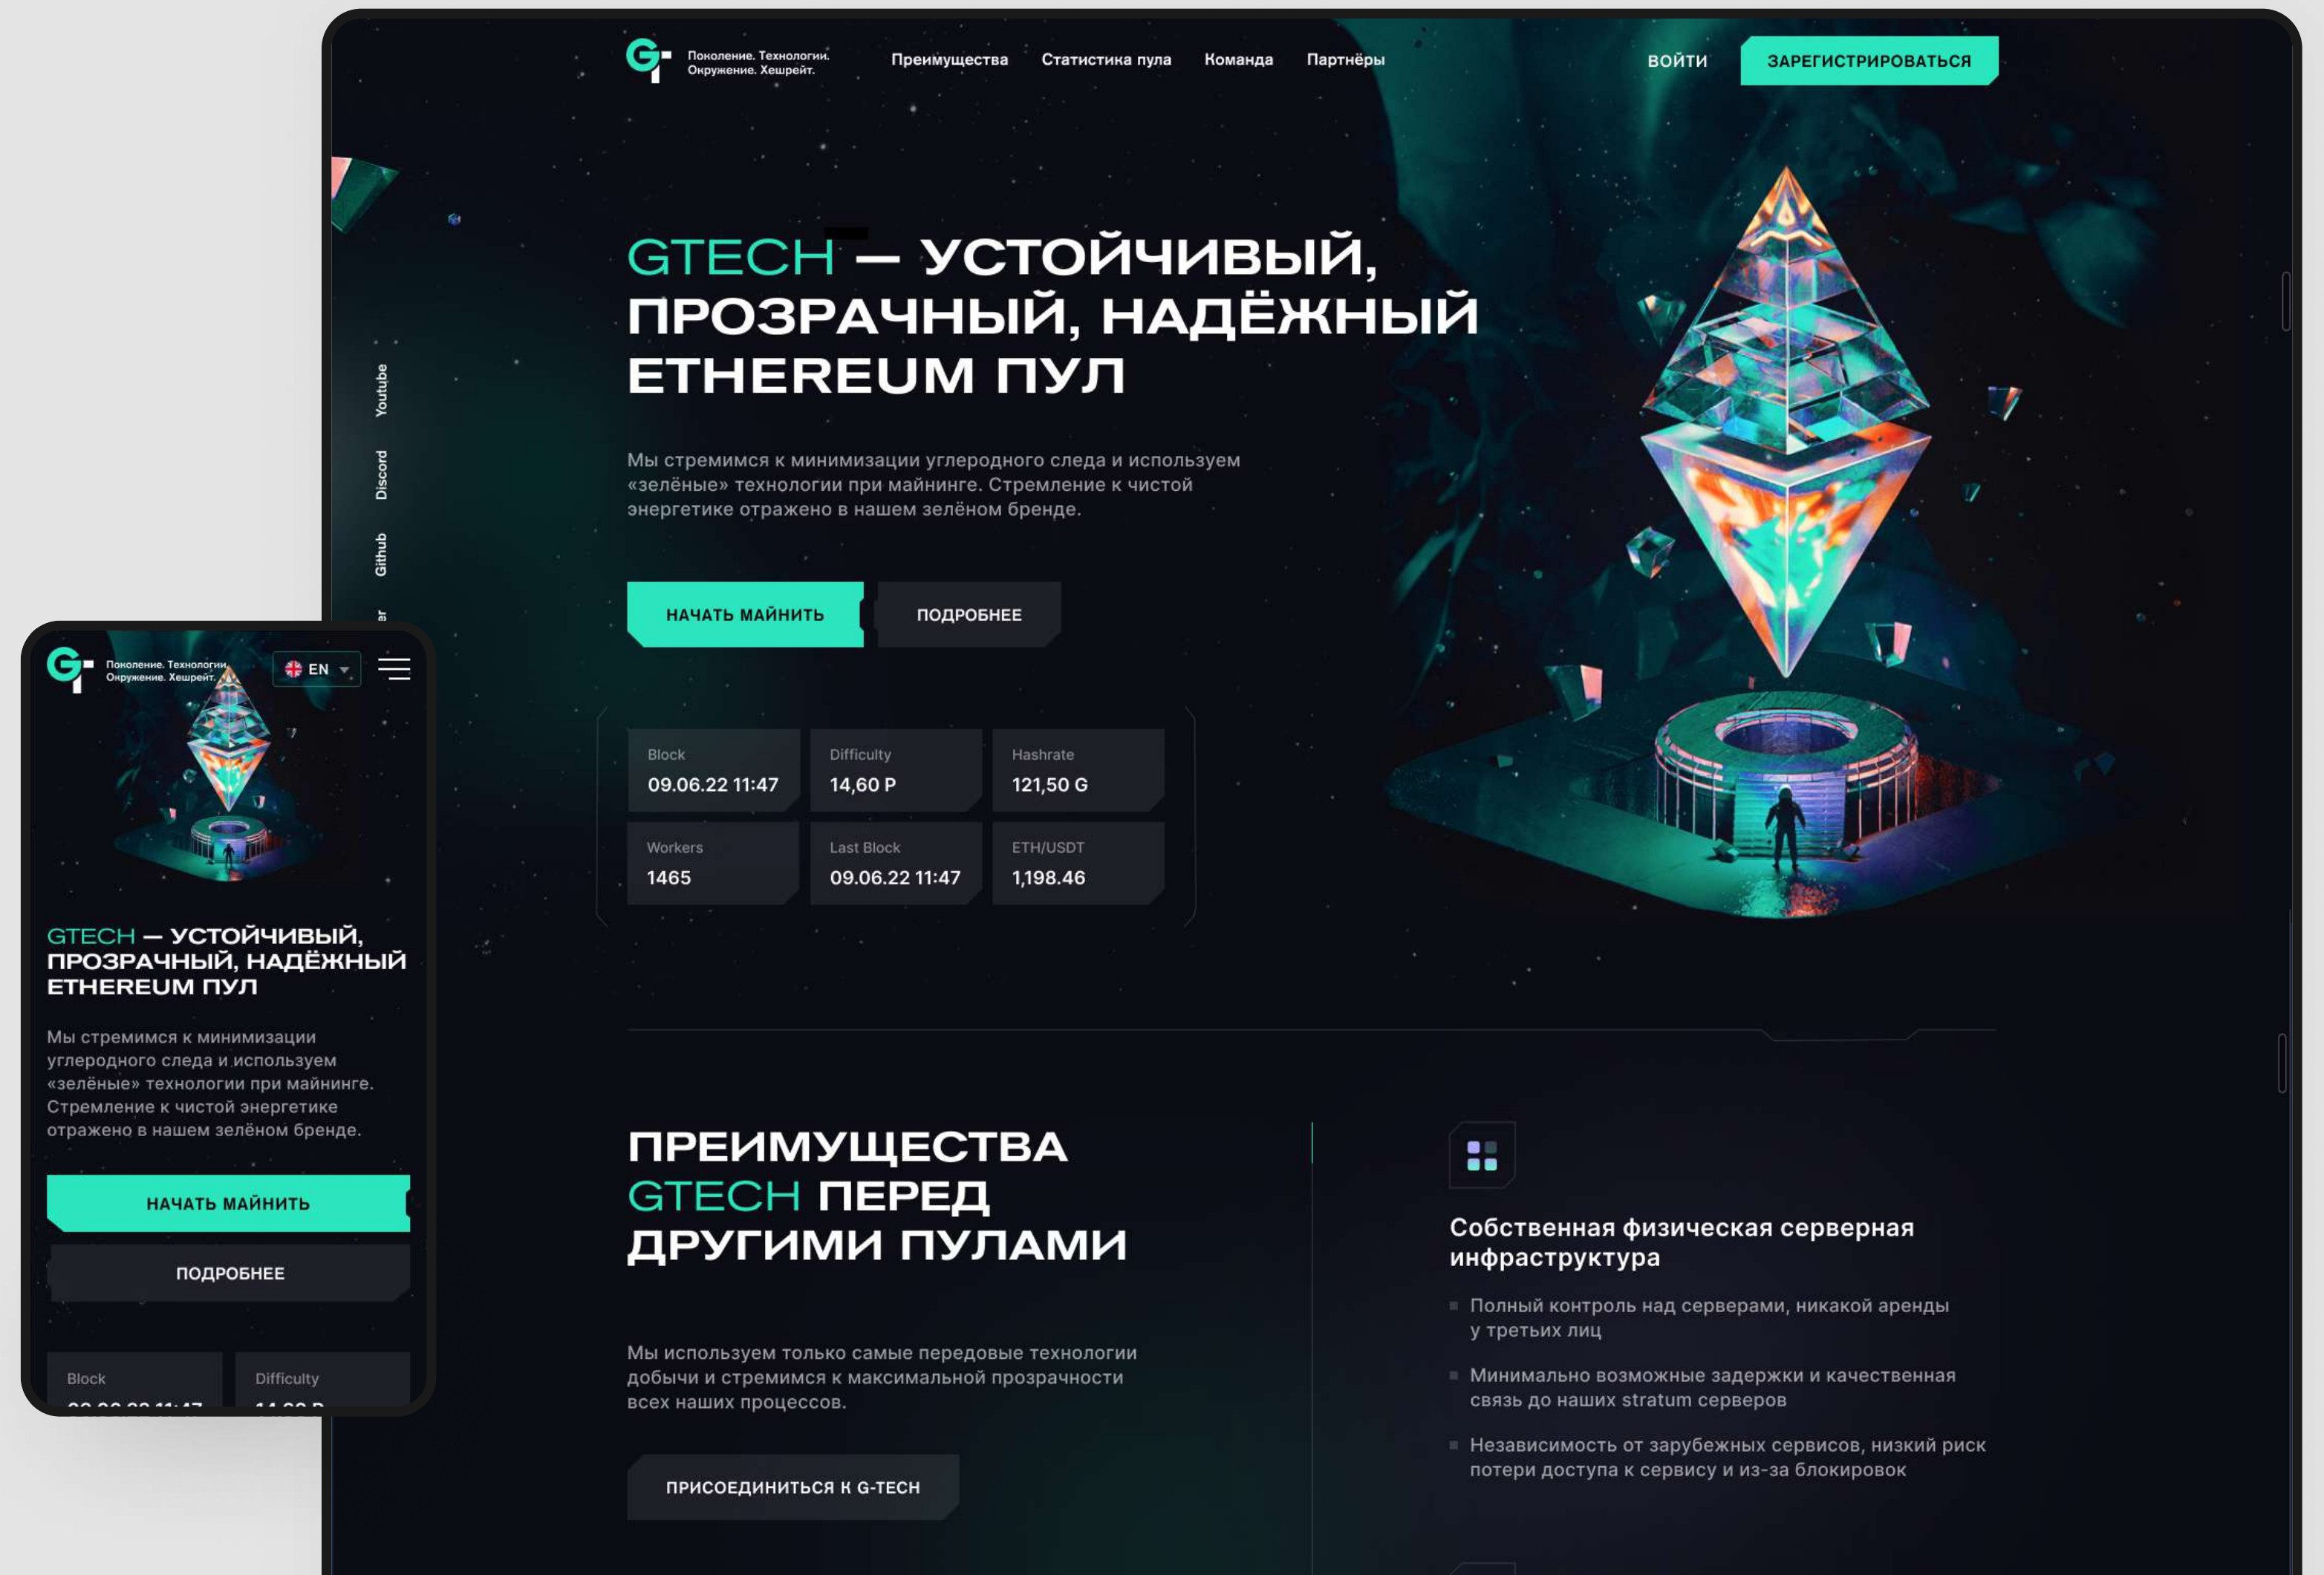 Поколение. Технологии.
Окружение. Хешрейт.
Преимущества
Статистика пула
Команда
Партнёры
ВОЙТИ
ЗАРЕГИСТРИРОВАТЬСЯ
GTECH — УСТОЙЧИВЫЙ,
ПРОЗРАЧНЫЙ, НАДЁЖНЫЙ
ETHEREUM ПУЛ
Мы стремимся к минимизации углеродного следа и используем
«зелёные» технологии при майнинге. Стремление к чистой
энергетике отражено в нашем зелёном бренде.
НАЧАТЬ МАЙНИТЬ
ПОДРОБНЕЕ
Youtube
Discord
Github
Block
09.06.22 11:47
Difficulty
14,60 P
Hashrate
121,50 G
Workers
1465
Last Block
09.06.22 11:47
ETH/USDT
1,198.46
ПРЕИМУЩЕСТВА
GTECH ПЕРЕД
ДРУГИМИ ПУЛАМИ
Мы используем только самые передовые технологии
добычи и стремимся к максимальной прозрачности
всех наших процессов.
ПРИСОЕДИНИТЬСЯ К G-TECH
Собственная физическая серверная
инфраструктура
Полный контроль над серверами, никакой аренды
у третьих лиц
Минимально возможные задержки и качественная
связь до наших stratum серверов
Независимость от зарубежных сервисов, низкий риск
потери доступа к сервису и из-за блокировок
Поколение. Технологии.
Окружение. Хешрейт.
EN
GTECH — УСТОЙЧИВЫЙ,
ПРОЗРАЧНЫЙ, НАДЁЖНЫЙ
ETHEREUM ПУЛ
Мы стремимся к минимизации
углеродного следа и используем
«зелёные» технологии при майнинге.
Стремление к чистой энергетике
отражено в нашем зелёном бренде.
НАЧАТЬ МАЙНИТЬ
ПОДРОБНЕЕ
Block
Difficulty